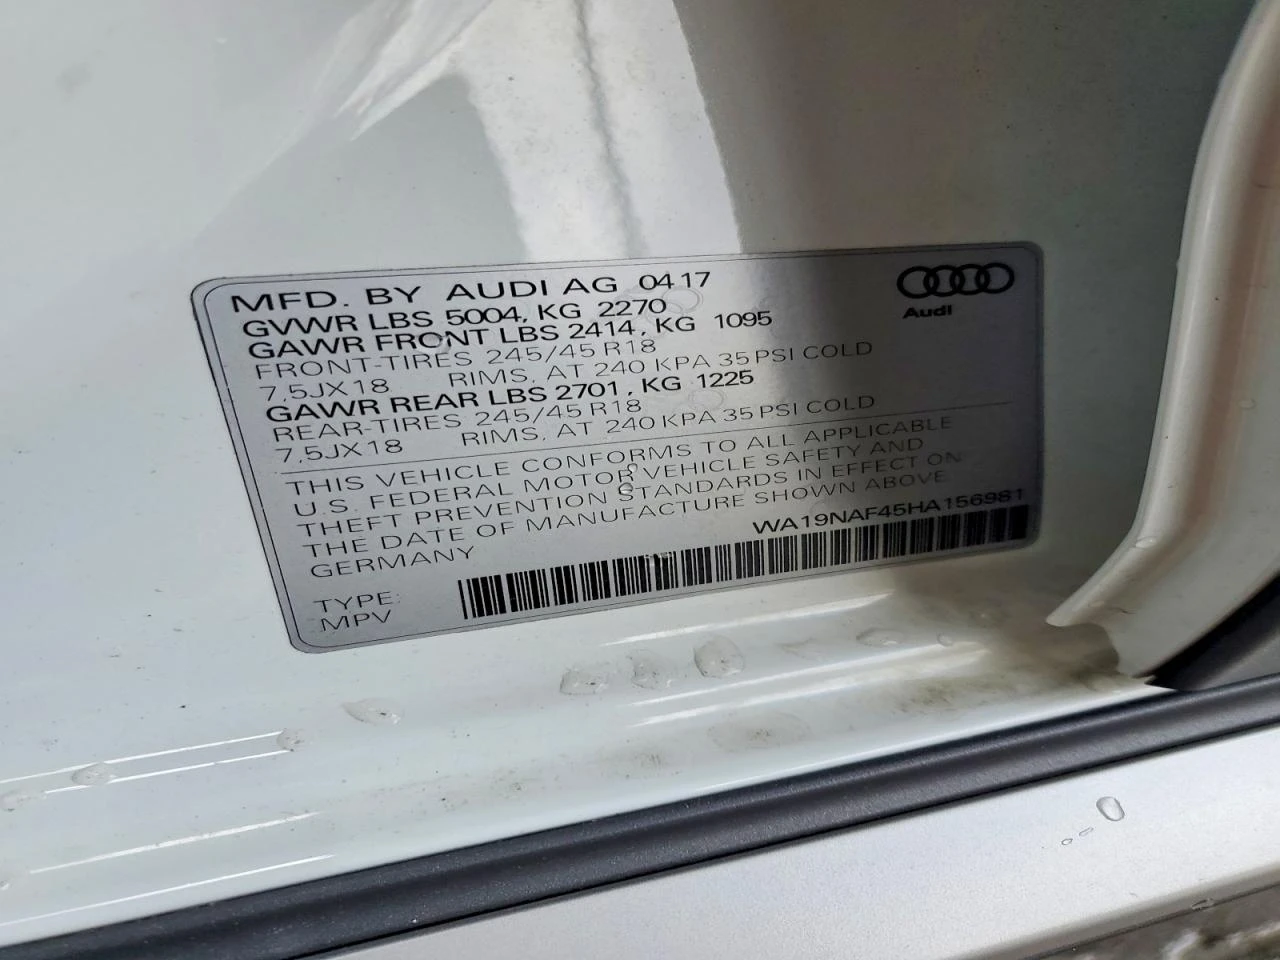 MFD. BY AUDI AG 04 17
GVWR LBS 5004, KG 2270
GAWR FRONT LBS 2414, KG 1095
FRONT-TIRES 245/45 R18
7,5JX18 RIMS, AT 240 KPA 35 PSI COLD
GAWR REAR LBS 2701, KG 1225
REAR-TIRES 245/45 R18
7,5JX18 RIMS, AT 240 KPA 35 PSI COLD
Audi
THIS VEHICLE CONFORMS TO ALL APPLICABLE
U.S. FEDERAL MOTOR VEHICLE SAFETY AND
THEFT PREVENTION STANDARDS IN EFFECT ON
THE DATE OF MANUFACTURE SHOWN ABOVE
GERMANY
WA19NAF45HA156981
TYPE:
MPV